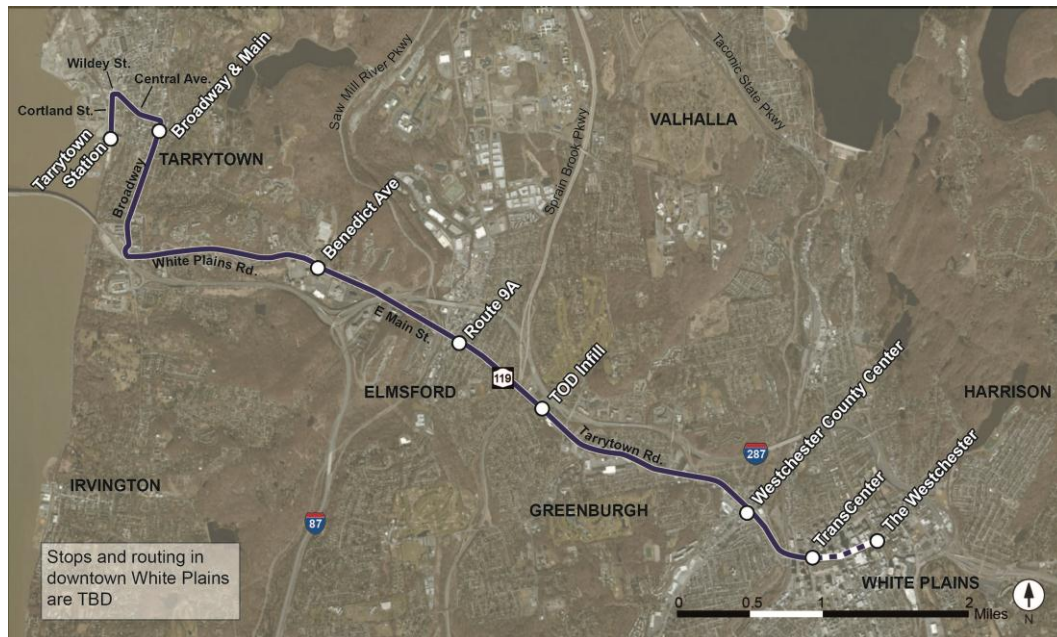 Wildey St.
Central Ave.
Cortland St.
Broadway & Main
Tarrytown
Station
TARRYTOWN
Broadway
White Plains Rd.
Benedict Ave
Saw Mill River Pkwy
Sprain Brook Pkwy
Taconic State Pkwy
VALHALLA
E Main St.
Route 9A
119
ELMSFORD
TOD Infill
Tarrytown Rd.
HARRISON
287
Westchester County Center
TransCenter
The Westchester
IRVINGTON
87
GREENBURGH
WHITE PLAINS
Stops and routing in
downtown White Plains
are TBD
0 0.5 1 2
Miles
N